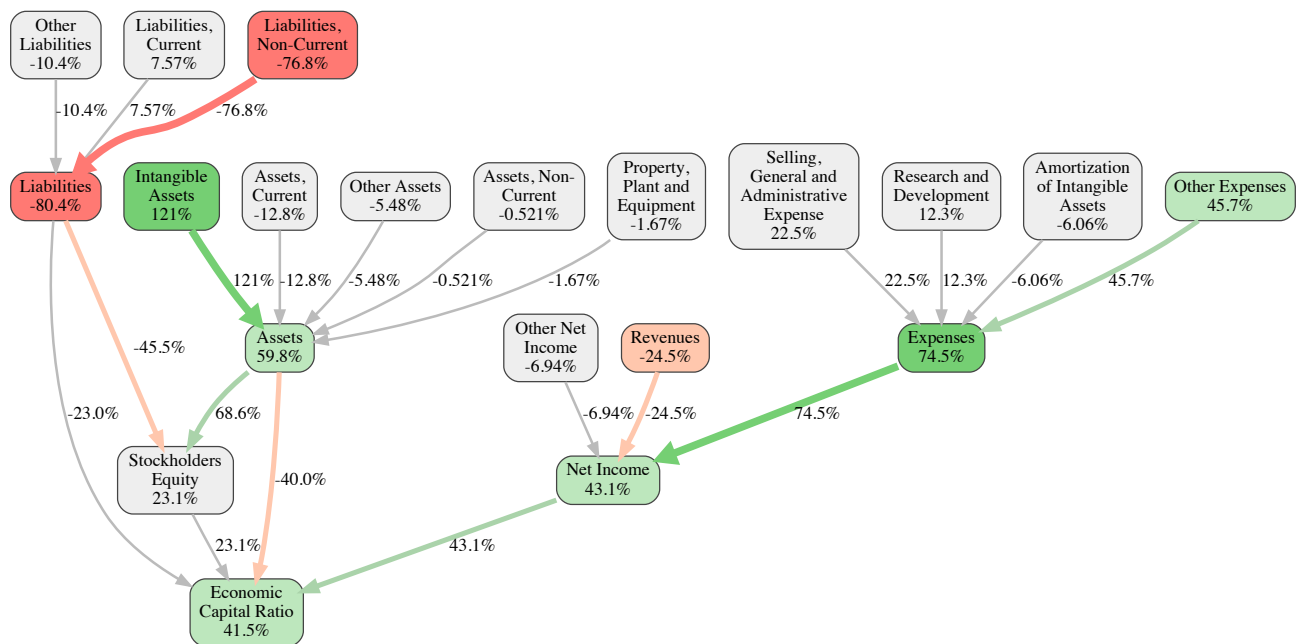 Other
Liabilities
-10.4%
Liabilities,
Current
7.57%
Liabilities,
Non-Current
-76.8%
-10.4%
7.57%
-76.8%
Liabilities
-80.4%
Intangible
Assets
121%
Assets,
Current
-12.8%
Other Assets
-5.48%
Assets, Non-
Current
-0.521%
Property,
Plant and
Equipment
-1.67%
Selling,
General and
Administrative
Expense
22.5%
Research and
Development
12.3%
Amortization
of Intangible
Assets
-6.06%
Other Expenses
45.7%
121%
-12.8%
-5.48%
-0.521%
-1.67%
22.5%
12.3%
-6.06%
45.7%
-45.5%
Assets
59.8%
Other Net
Income
-6.94%
Revenues
-24.5%
Expenses
74.5%
-23.0%
68.6%
-40.0%
-6.94%
-24.5%
74.5%
Stockholders
Equity
23.1%
Net Income
43.1%
23.1%
43.1%
Economic
Capital Ratio
41.5%